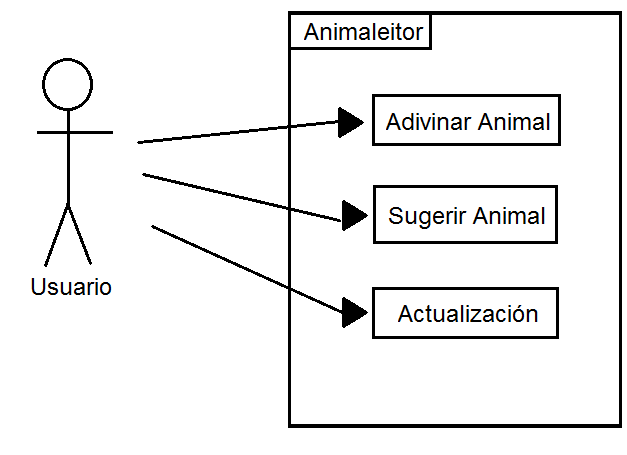 Animaleitor
Adivinar Animal
Sugerir Animal
Usuario
Actualización